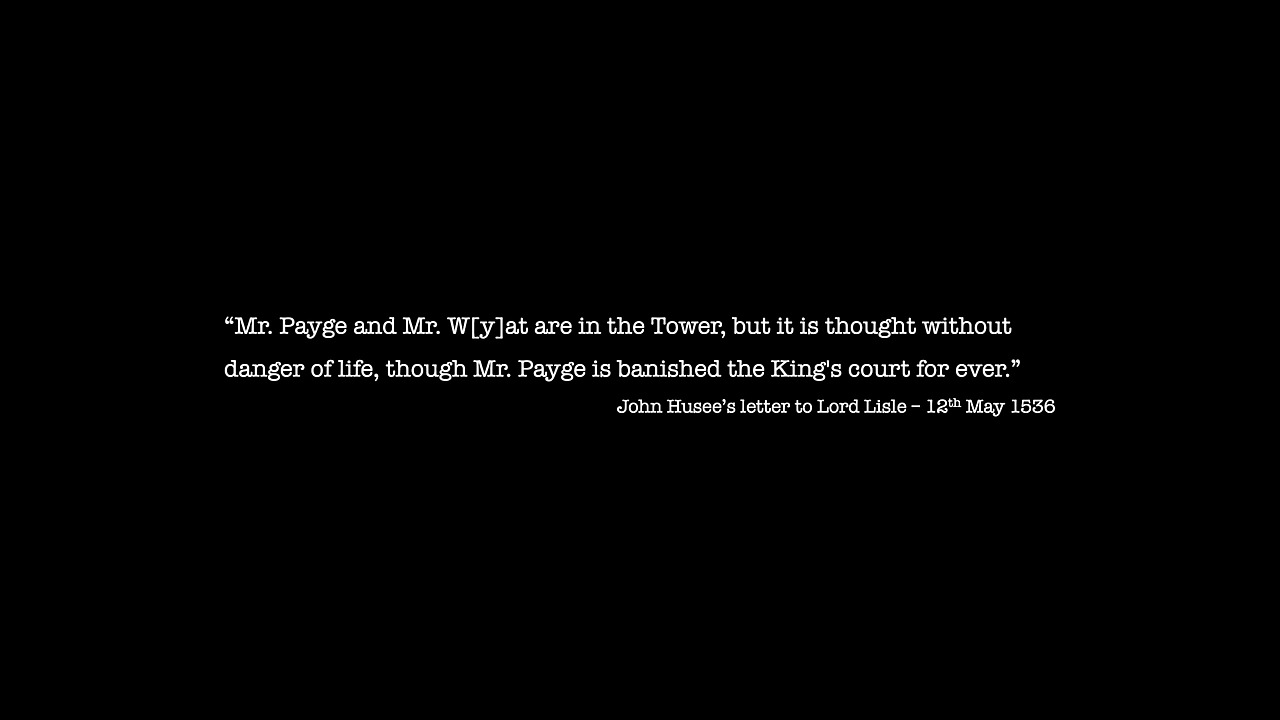 “Mr. Payge and Mr. W[y]at are in the Tower, but it is thought without
danger of life, though Mr. Payge is banished the King's court for ever.”
John Husee’s letter to Lord Lisle – 12th May 1536